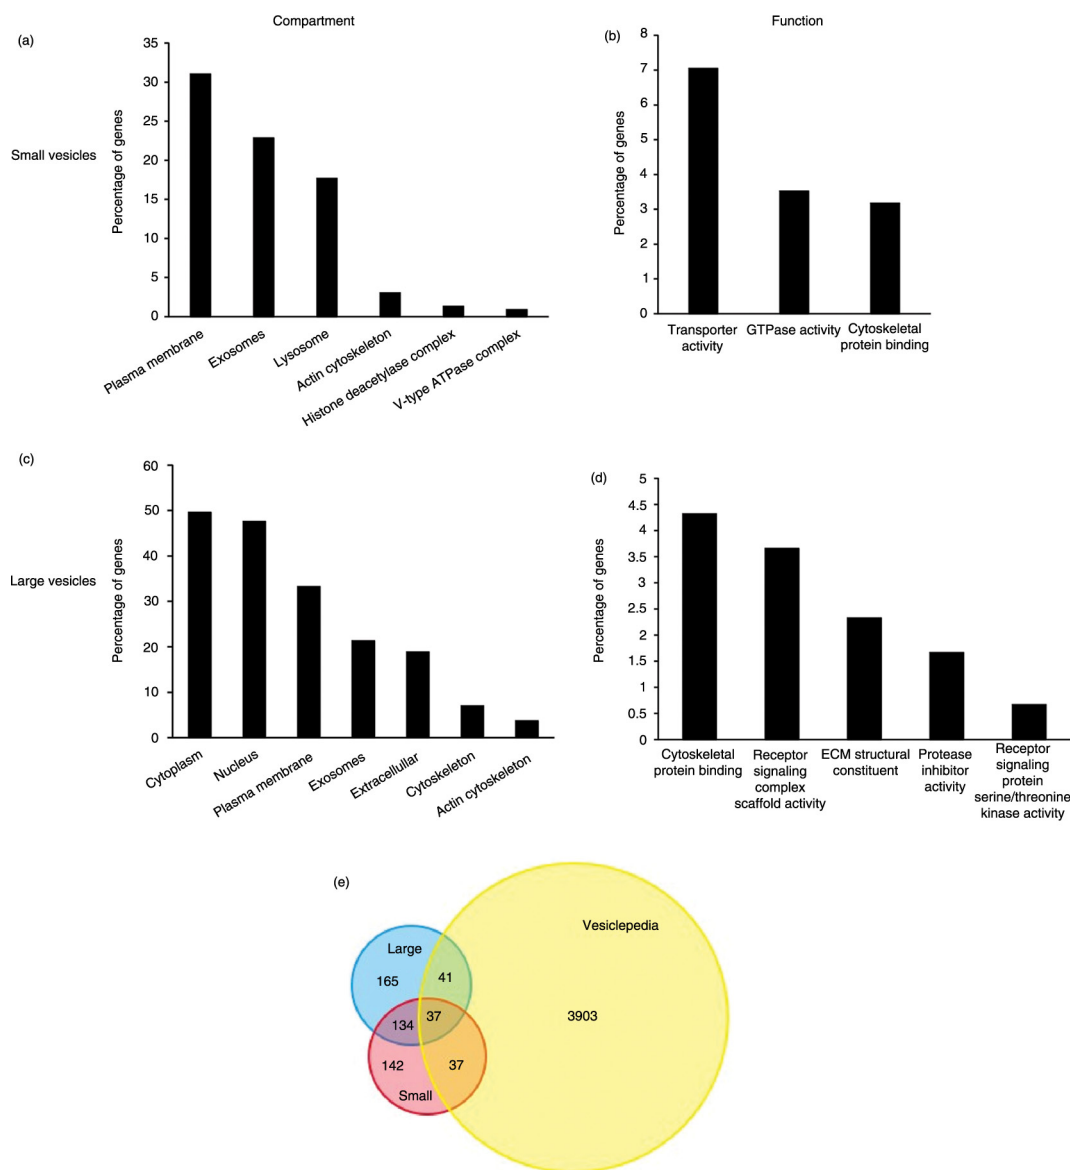 Compartment
Function
(a)
(b)
Small vesicles
Percentage of genes
35
30
25
20
15
10
5
0
Plasma membrane
Exosomes
Lysosome
Actin cytoskeleton
Histone deacetylase complex
V-type ATPase complex
Percentage of genes
8
7
6
5
4
3
2
1
0
Transporter
activity
GTPase activity
Cytoskeletal
protein binding
(c)
(d)
Large vesicles
Percentage of genes
60
50
40
30
20
10
0
Cytoplasm
Nucleus
Plasma membrane
Exosomes
Extracellullar
Cytoskeleton
Actin cytoskeleton
Percentage of genes
5
4.5
4
3.5
3
2.5
2
1.5
1
0.5
0
Cytoskeletal
protein binding
Receptor
signaling
complex
scaffold activity
ECM structural
constituent
Protease
inhibitor
activity
Receptor
signaling
protein
serine/threonine
kinase activity
(e)
Vesiclepedia
Large
165
41
134
37
3903
142
37
Small